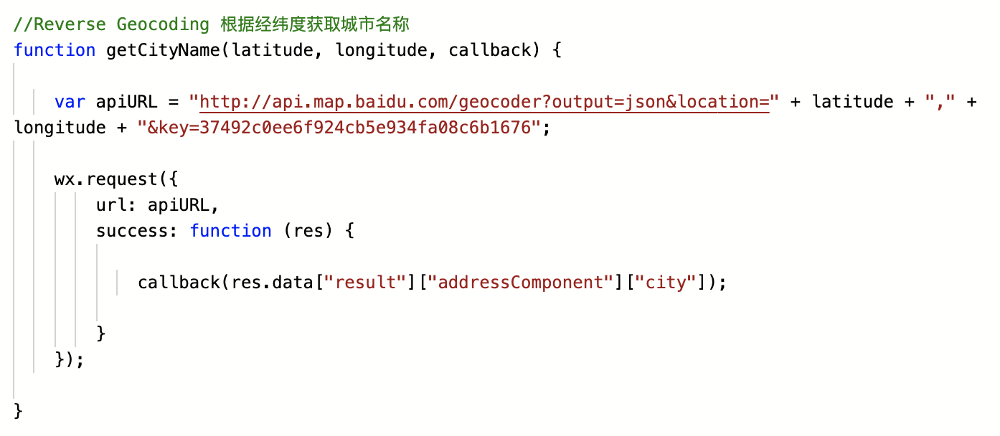 //Reverse Geocoding 根据经纬度获取城市名称
function getCityName(latitude, longitude, callback) {
var apiURL = "http://api.map.baidu.com/geocoder?output=json&location=" + latitude + "," +
longitude + "&key=37492c0ee6f924cb5e934fa08c6b1676";
wx.request({
url: apiURL,
success: function (res) {
callback(res.data["result"]["addressComponent"]["city"]);
}
});
}